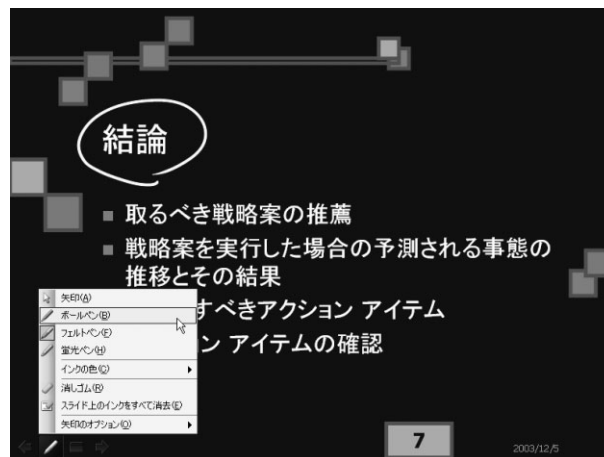 結論
取るべき戦略案の推薦
戦略案を実行した場合の予測される事態の
推移とその結果
すべきアクション アイテム
ン アイテムの確認
矢印(A)
ボールペン(B)
フェルトペン(F)
蛍光ペン(H)
インクの色(C)
消しゴム(R)
スライド上のインクをすべて消去(E)
矢印のオプション(O)
7
2003/12/5